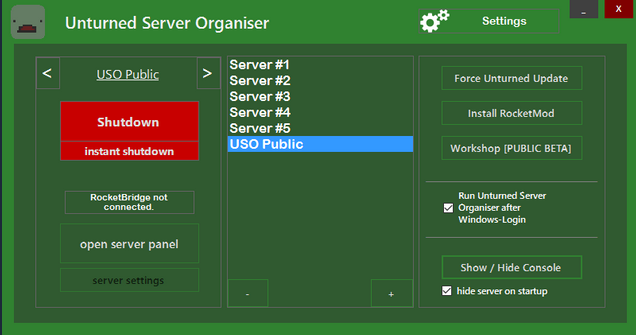 Unturned Server Organiser
Settings
_
X
<
USO Public
>
Shutdown
instant shutdown
RocketBridge not
connected.
open server panel
server settings
Server #1
Server #2
Server #3
Server #4
Server #5
USO Public
-
+
Force Unturned Update
Install RocketMod
Workshop [PUBLIC BETA]
Run Unturned Server
Organiser after
Windows-Login
Show / Hide Console
hide server on startup